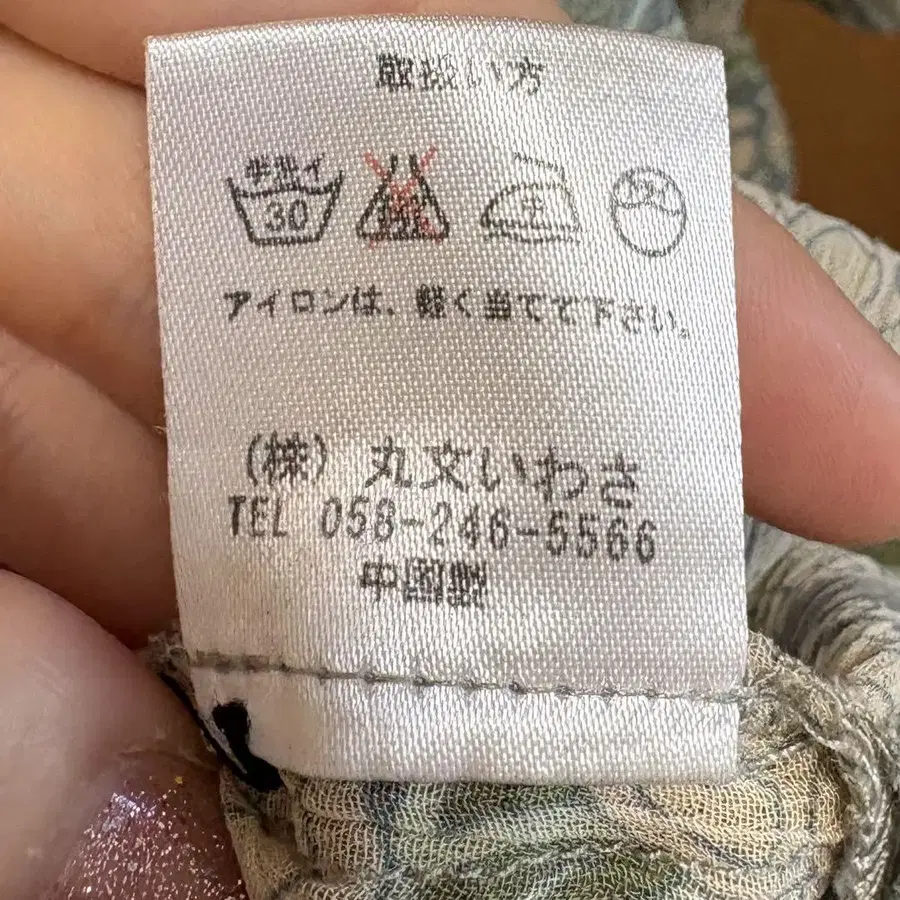 取扱い方
手洗イ
30
中
アイロンは、軽く当てて下さい。
(株) 丸文いわさ
TEL 058-246-5566
中国製